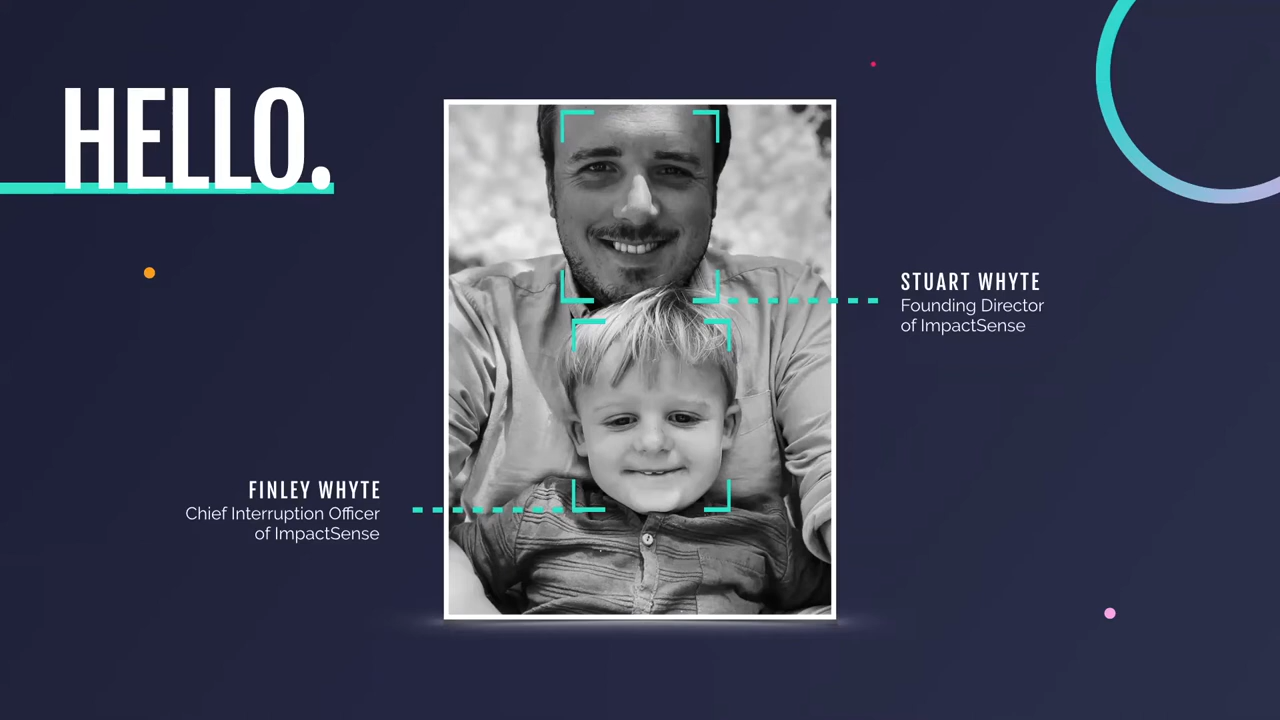 HELLO.
STUART WHYTE
Founding Director
of ImpactSense
FINLEY WHYTE
Chief Interruption Officer
of ImpactSense